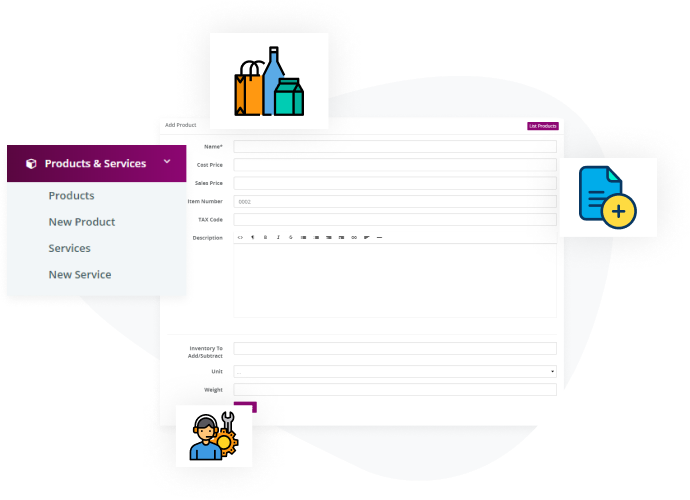 Add Product
List Products
Products & Services
Products
New Product
Services
New Service
Name*
Cost Price
Sales Price
Item Number
0002
TAX Code
Description
Inventory To
Add/Subtract
Unit
...
Weight